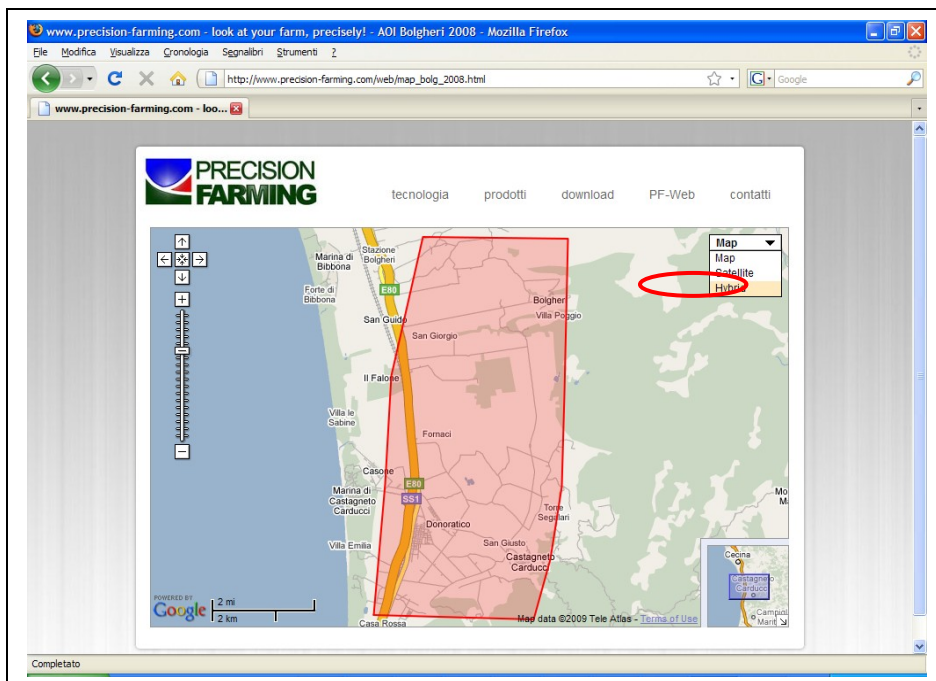 www.precision-farming.com - look at your farm, precisely! - AOI Bolgheri 2008 - Mozilla Firefox
File Modifica Visualizza Cronologia Segnalibri Strumenti ?
http://www.precision-farming.com/web/map_bolg_2008.html
G Google
www.precision-farming.com - loo...
PRECISION
FARMING
tecnologia prodotti download PF-Web contatti
Map
Map
Satellite
Hybrid
Stazione
Bolgheri
Marina di
Bibbona
E80
Forte di
Bibbona
Bolgheri
Villa Poggio
San Guido
San Giorgio
Il Falone
Villa le
Sabine
Fornaci
Casone
E80
SS1
Marina di
Castagneto
Carducci
Mo
M
Torre
Segalari
Donoratico
San Giusto
Villa Emilia
Castagneto
Carducci
Cecina
Castagneto
Carducci
Campigl
Maritt
POWERED BY
Google
2 mi
2 km
Casa Rossa
Map data ©2009 Tele Atlas - Terms of Use
Completato